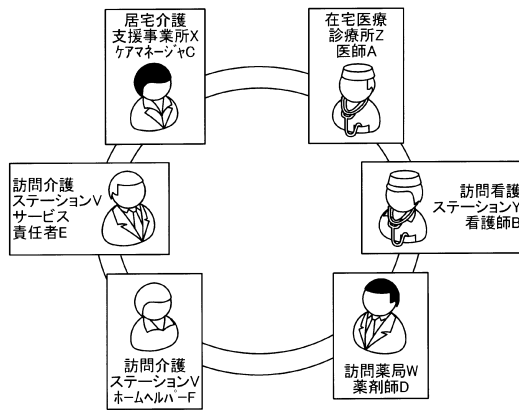 居宅介護
支援事業所X
ケアマネージャC
在宅医療
診療所Z
医師A
訪問介護
ステーションV
サービス
責任者E
訪問看護
ステーションY
看護師B
訪問介護
ステーションV
ホームヘルパーF
訪問薬局W
薬剤師D